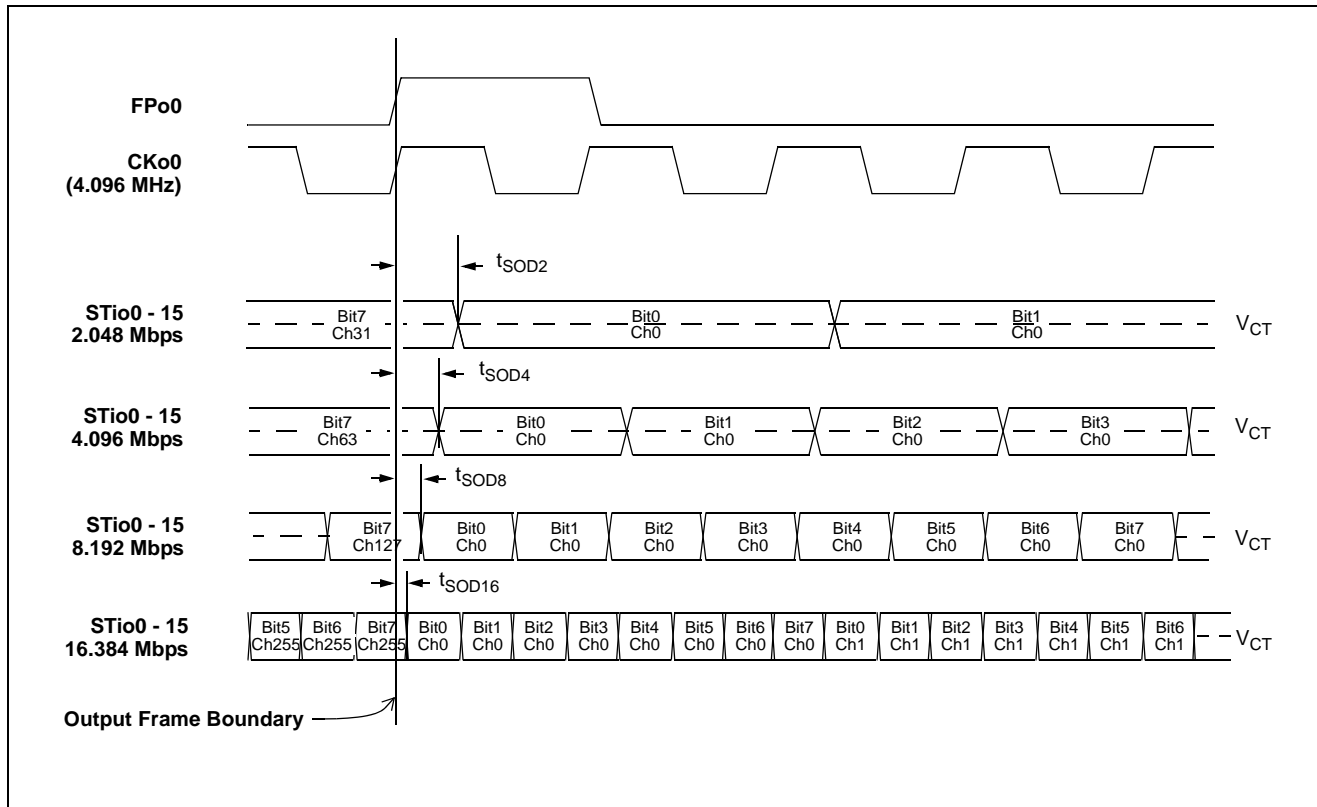 FPo0
CKo0
(4.096 MHz)
tSOD2
STio0 - 15
2.048 Mbps
Bit7
Ch31
Bit0
Ch0
Bit1
Ch0
VCT
tSOD4
STio0 - 15
4.096 Mbps
Bit7
Ch63
Bit0
Ch0
Bit1
Ch0
Bit2
Ch0
Bit3
Ch0
VCT
tSOD8
STio0 - 15
8.192 Mbps
Bit7
Ch127
Bit0
Ch0
Bit1
Ch0
Bit2
Ch0
Bit3
Ch0
Bit4
Ch0
Bit5
Ch0
Bit6
Ch0
Bit7
Ch0
VCT
tSOD16
STio0 - 15
16.384 Mbps
Bit5
Ch255
Bit6
Ch255
Bit7
Ch255
Bit0
Ch0
Bit1
Ch0
Bit2
Ch0
Bit3
Ch0
Bit4
Ch0
Bit5
Ch0
Bit6
Ch0
Bit7
Ch0
Bit0
Ch1
Bit1
Ch1
Bit2
Ch1
Bit3
Ch1
Bit4
Ch1
Bit5
Ch1
Bit6
Ch1
VCT
Output Frame Boundary